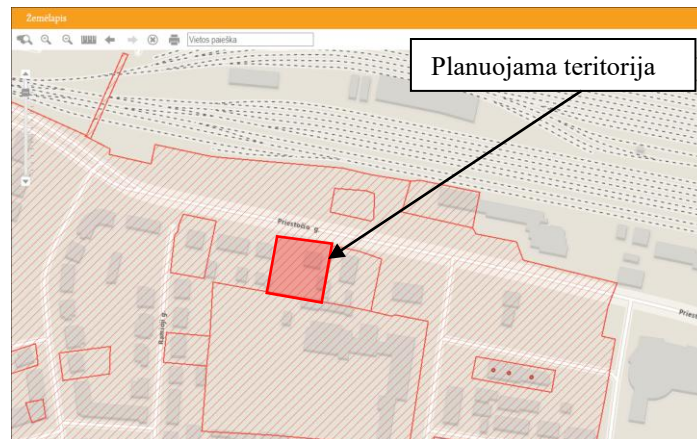 Žemėlapis
Vietos paieška
Planuojama teritorija
Priestočio g.
Ramioji g.
Priest